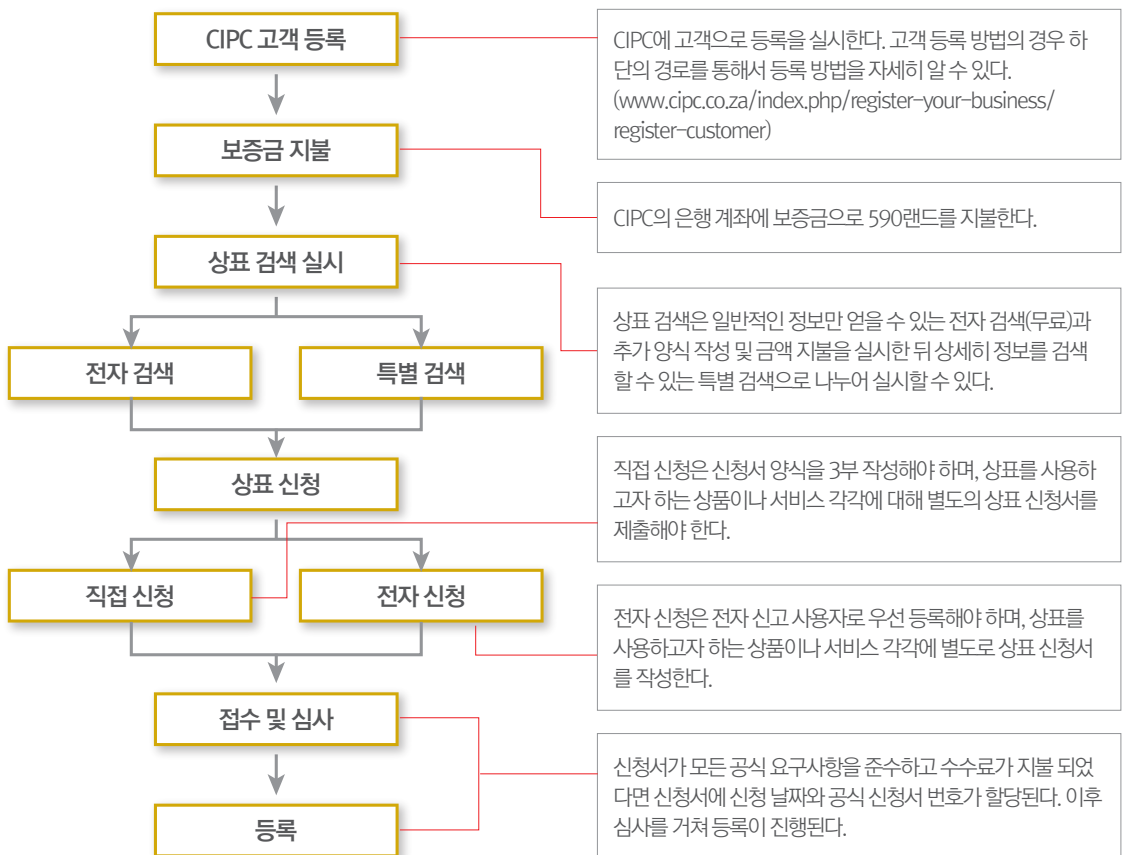 CIPC 고객 등록
CIPC에 고객으로 등록을 실시한다. 고객 등록 방법의 경우 하
단의 경로를 통해서 등록 방법을 자세히 알 수 있다.
(www.cipc.co.za/index.php/register-your-business/
register-customer)
보증금 지불
CIPC의 은행 계좌에 보증금으로 590랜드를 지불한다.
상표 검색 실시
상표 검색은 일반적인 정보만 얻을 수 있는 전자 검색(무료)과
추가 양식 작성 및 금액 지불을 실시한 뒤 상세히 정보를 검색
할 수 있는 특별 검색으로 나누어 실시할 수 있다.
전자 검색
특별 검색
상표 신청
직접 신청은 신청서 양식을 3부 작성해야 하며, 상표를 사용하
고자 하는 상품이나 서비스 각각에 대해 별도의 상표 신청서를
제출해야 한다.
직접 신청
전자 신청
전자 신청은 전자 신고 사용자로 우선 등록해야 하며, 상표를
사용하고자 하는 상품이나 서비스 각각에 별도로 상표 신청서
를 작성한다.
접수 및 심사
신청서가 모든 공식 요구사항을 준수하고 수수료가 지불 되었
다면 신청서에 신청 날짜와 공식 신청서 번호가 할당된다. 이후
심사를 거쳐 등록이 진행된다.
등록